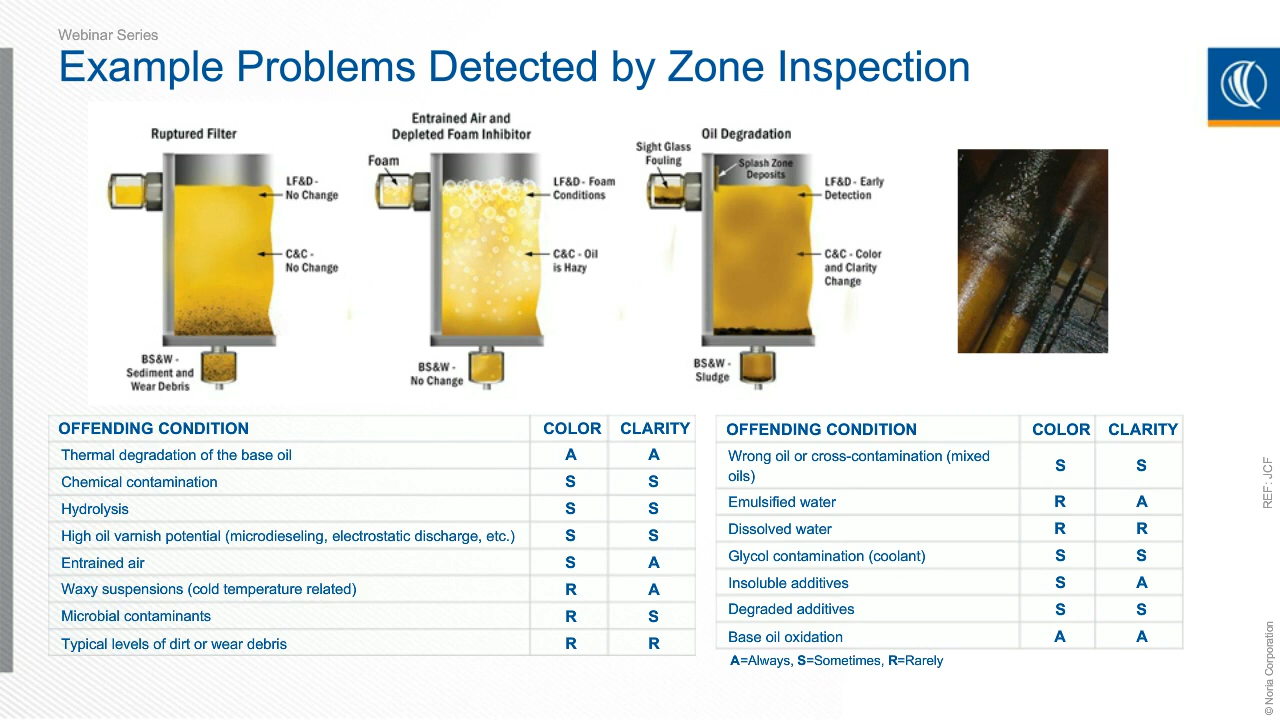 Webinar Series
Example Problems Detected by Zone Inspection
Ruptured Filter
LF&D -
No Change
C&C -
No Change
BS&W -
Sediment and
Wear Debris
Entrained Air and
Depleted Foam Inhibitor
Foam
LF&D - Foam
Conditions
C&C - Oil
is Hazy
BS&W -
No Change
Oil Degradation
Sight Glass
Fouling
Splash Zone
Deposits
LF&D - Early
Detection
C&C - Color
and Clarity
Change
BS&W -
Sludge
OFFENDING CONDITION COLOR CLARITY
Thermal degradation of the base oil A A
Chemical contamination S S
Hydrolysis S S
High oil varnish potential (microdieseling, electrostatic discharge, etc.) S S
Entrained air S A
Waxy suspensions (cold temperature related) R A
Microbial contaminants R S
Typical levels of dirt or wear debris R R
OFFENDING CONDITION COLOR CLARITY
Wrong oil or cross-contamination (mixed
oils) S S
Emulsified water R A
Dissolved water R R
Glycol contamination (coolant) S S
Insoluble additives S A
Degraded additives S S
Base oil oxidation A A
A=Always, S=Sometimes, R=Rarely
REF: JCF
© Noria Corporation